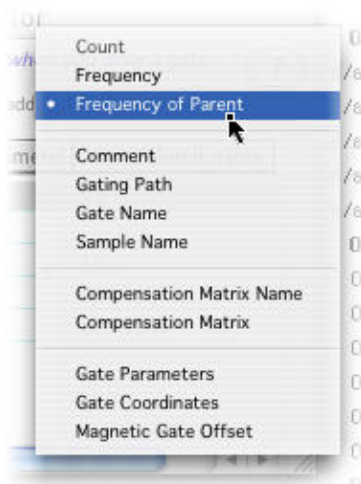 Count
Frequency
• Frequency of Parent
Comment
Gating Path
Gate Name
Sample Name
Compensation Matrix Name
Compensation Matrix
Gate Parameters
Gate Coordinates
Magnetic Gate Offset